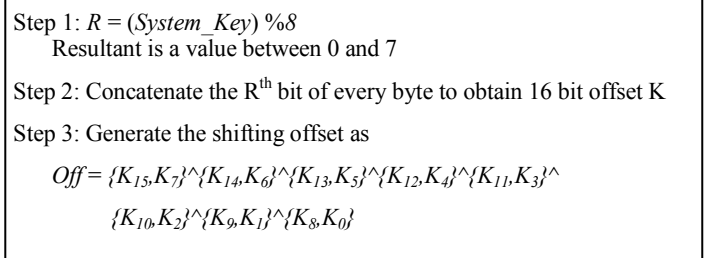 Step 1: R = (System_Key) %8
Resultant is a value between 0 and 7
Step 2: Concatenate the Rth bit of every byte to obtain 16 bit offset K
Step 3: Generate the shifting offset as
Off = {K15,K7}^{K14,K6}^{K13,K5}^{K12,K4}^{K11,K3}^
{K10,K2}^{K9,K1}^{K8,K0}